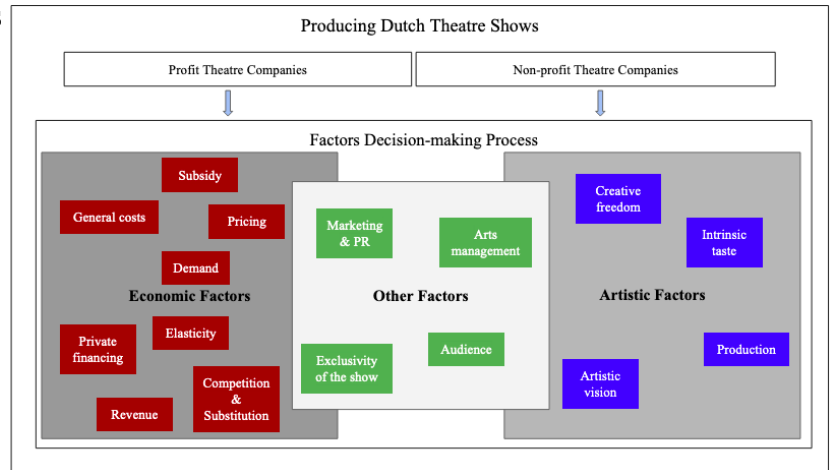 Producing Dutch Theatre Shows
Profit Theatre Companies
Non-profit Theatre Companies
Factors Decision-making Process
Subsidy
General costs
Pricing
Demand
Economic Factors
Private
financing
Elasticity
Revenue
Competition
&
Substitution
Marketing
& PR
Arts
management
Other Factors
Exclusivity
of the show
Audience
Creative
freedom
Intrinsic
taste
Artistic Factors
Production
Artistic
vision